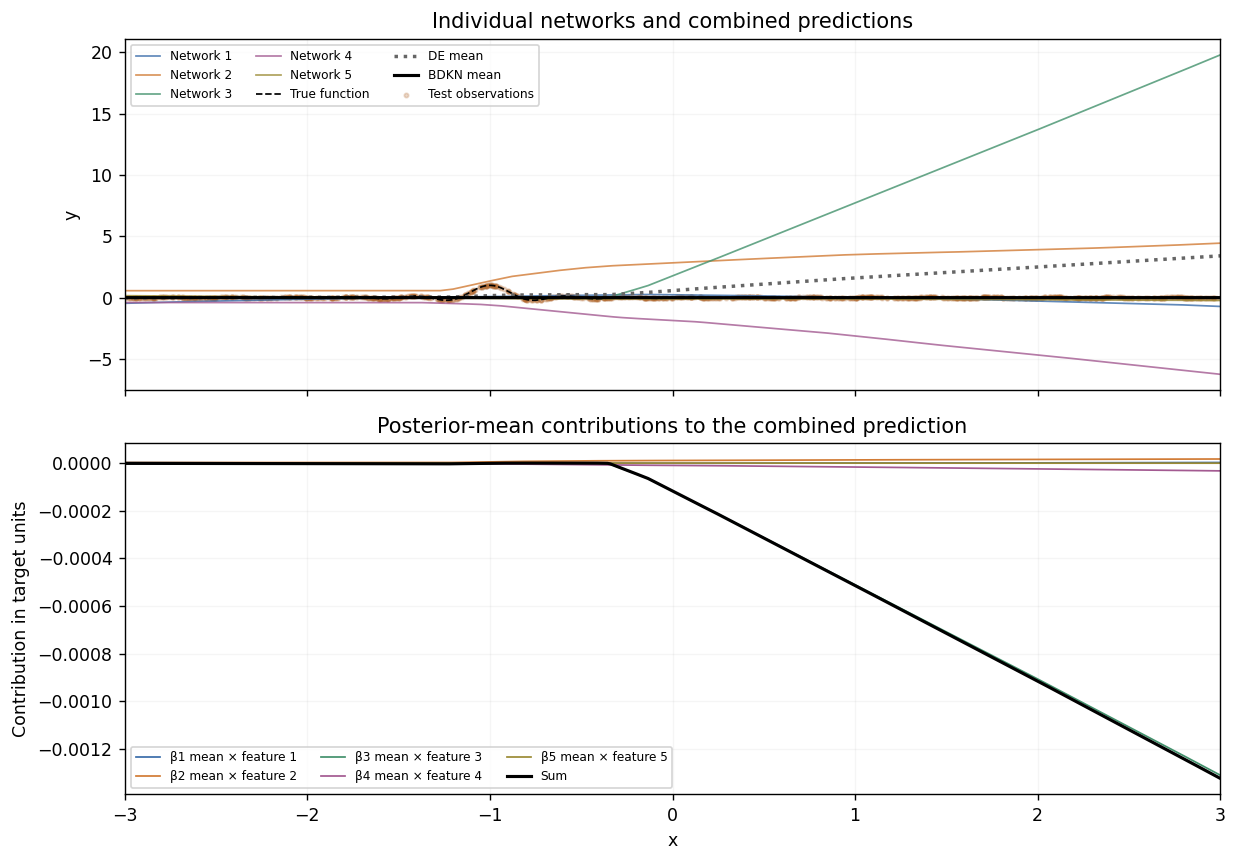 Individual networks and combined predictions
20
15
10
5
0
−5
y
Network 1
Network 2
Network 3
Network 4
Network 5
True function
DE mean
BDKN mean
Test observations
Posterior-mean contributions to the combined prediction
0.0000
−0.0002
−0.0004
−0.0006
−0.0008
−0.0010
−0.0012
Contribution in target units
β1 mean × feature 1
β2 mean × feature 2
β3 mean × feature 3
β4 mean × feature 4
β5 mean × feature 5
Sum
−3
−2
−1
0
1
2
3
x